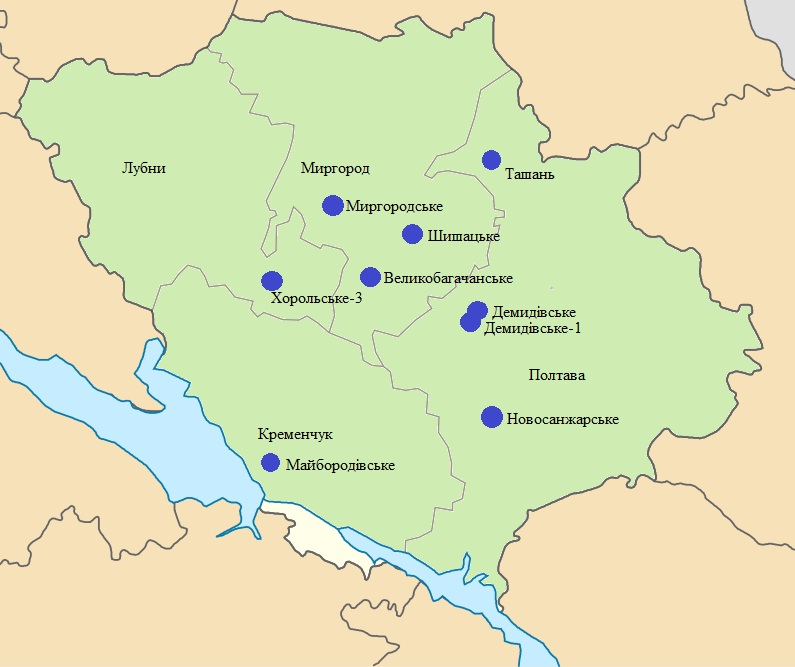 Лубни
Миргород
Ташань
Миргородське
Шишацьке
Великобагачанське
Хорольське-3
Демидівське
Демидівське-1
Полтава
Новосанжарське
Кременчук
Майбородівське